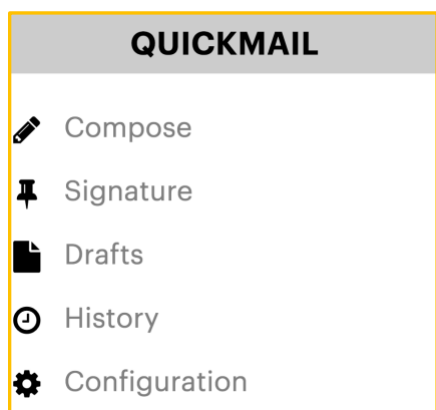 QUICKMAIL
Compose
Signature
Drafts
History
Configuration